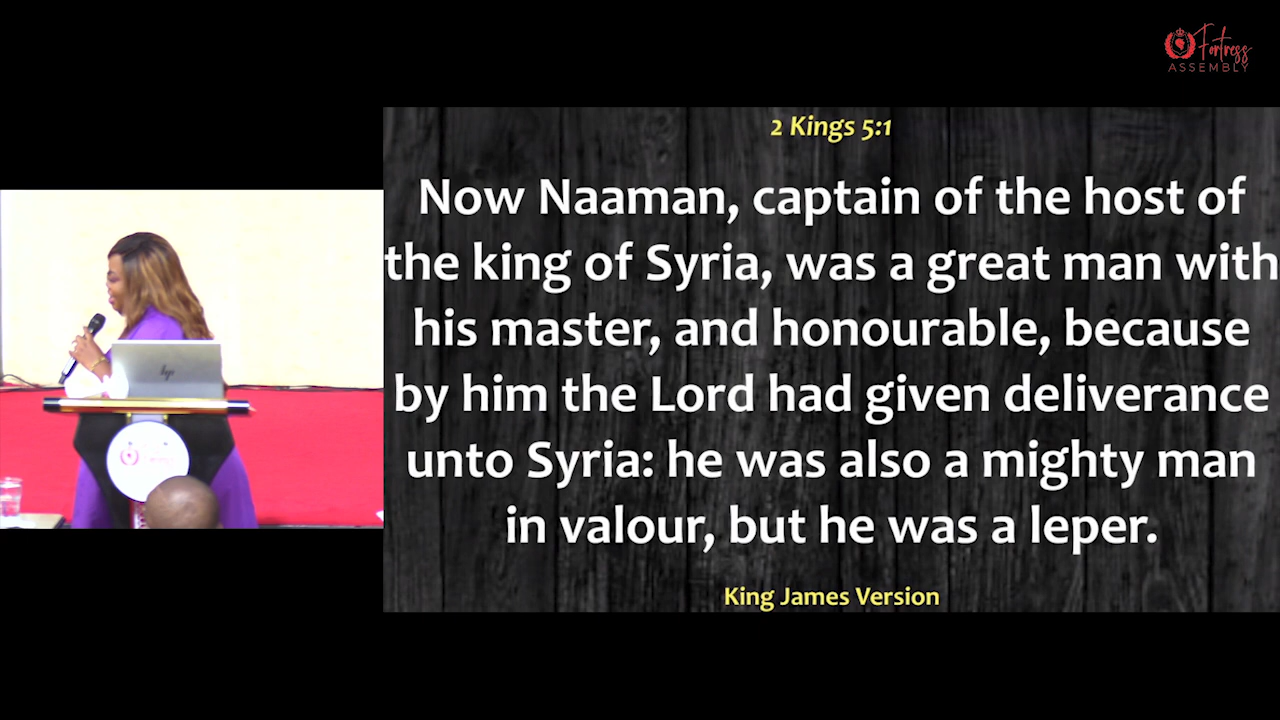 Fortress
ASSEMBLY
2 Kings 5:1
Now Naaman, captain of the host of
the king of Syria, was a great man with
his master, and honourable, because
by him the Lord had given deliverance
unto Syria: he was also a mighty man
in valour, but he was a leper.
King James Version
hp